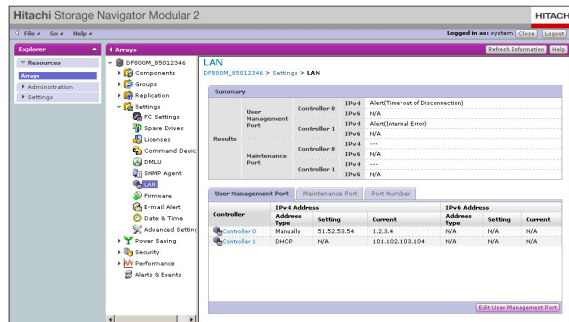 Hitachi Storage Navigator Modular 2
HITACH
File Go Help
Logged in as: system Close Logout
Explorer
Arrays
Refresh Information Help
Resources
Arrays
Administration
Settings
DF800M_85012346
Components
Groups
Replication
Settings
FC Settings
Spare Drives
Licenses
Command Devic
DMLU
SNMP Agent
LAN
Firmware
E-mail Alert
Date & Time
Advanced Setting
Power Saving
Security
Performance
Alerts & Events
LAN
DF800M_85012346 > Settings > LAN
Summary
Results
User Management Port
Controller 0
IPv4 Alert(Time-out of Disconnection)
IPv6 N/A
Controller 1
IPv4 Alert(Internal Error)
IPv6 N/A
Maintenance Port
Controller 0
IPv4 ---
IPv6 N/A
Controller 1
IPv4 ---
IPv6 N/A
User Management Port Maintenance Port Port Number
Controller IPv4 Address IPv6 Address
Address Type Setting Current Address Type Setting Current
Controller 0 Manually 51.52.53.54 1.2.3.4 N/A N/A N/A
Controller 1 DHCP N/A 101.102.103.104 N/A N/A N/A
Edit User Management Port